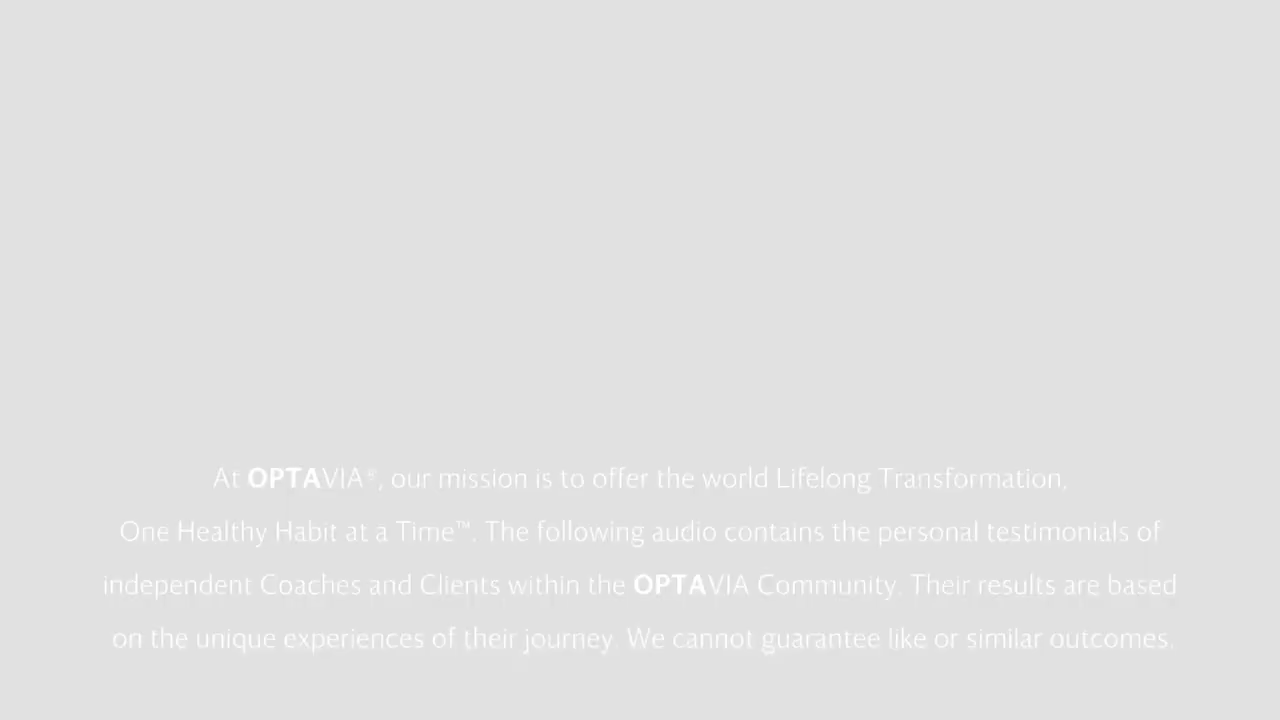 At OPTAVIA®, our mission is to offer the world Lifelong Transformation,
One Healthy Habit at a Time™. The following audio contains the personal testimonials of
independent Coaches and Clients within the OPTAVIA Community. Their results are based
on the unique experiences of their journey. We cannot guarantee like or similar outcomes.